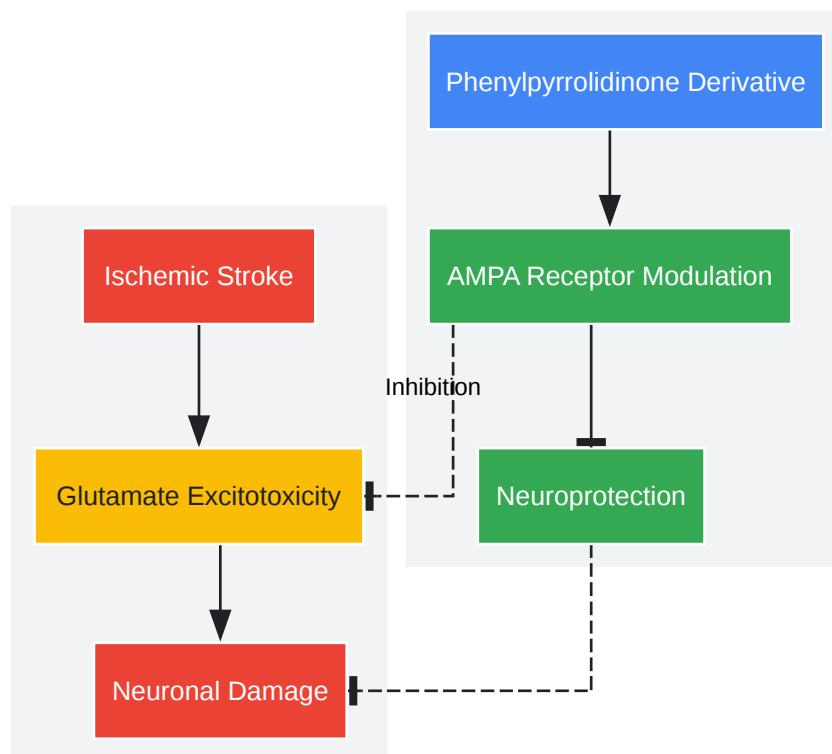 Phenylpyrrolidinone Derivative
Ischemic Stroke
AMPA Receptor Modulation
Inhibition
Glutamate Excitotoxicity
Neuroprotection
Neuronal Damage